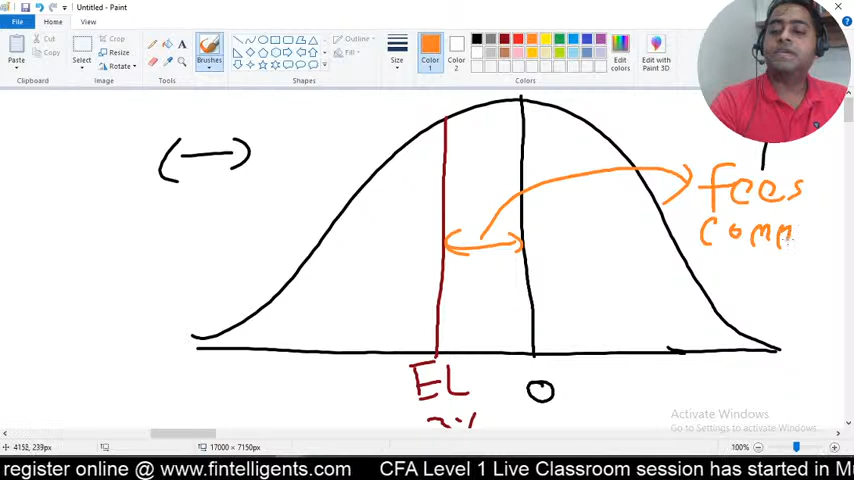 Untitled - Paint
File Home View
Paste Cut Copy
Clipboard
Select Crop Resize Rotate
Image
A
Tools
Brushes
Outline Fill
Shapes
Size
Color 1 Color 2
Edit colors
Colors
Edit with Paint 3D
fees
comm
EL O
Activate Windows
Go to Settings to activate Windows.
17000 × 7150px 100%
register online @ www.fintelligents.com CFA Level 1 Live Classroom session has started in Mu